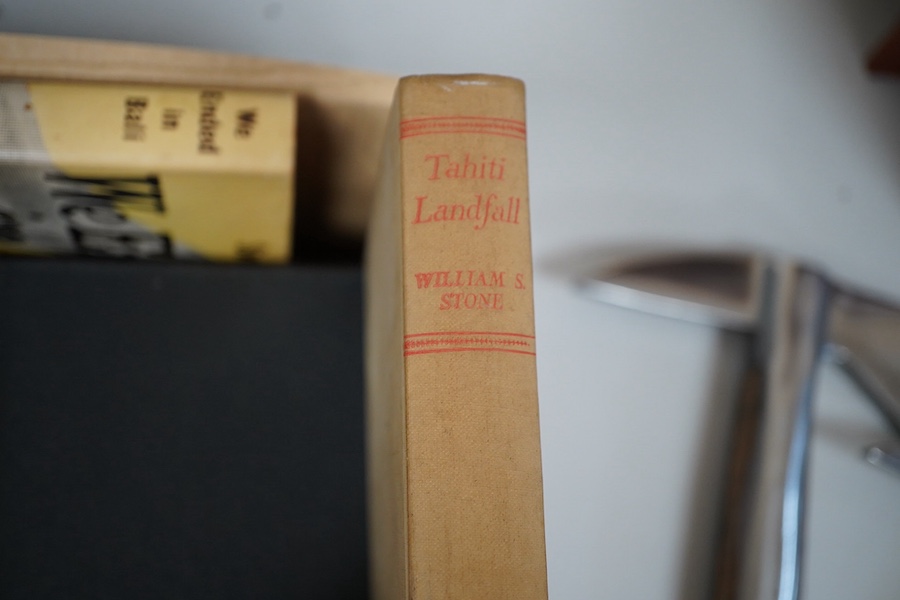 We
Ended
in
Bali
Tahiti
Landfall
WILLIAM S.
STONE